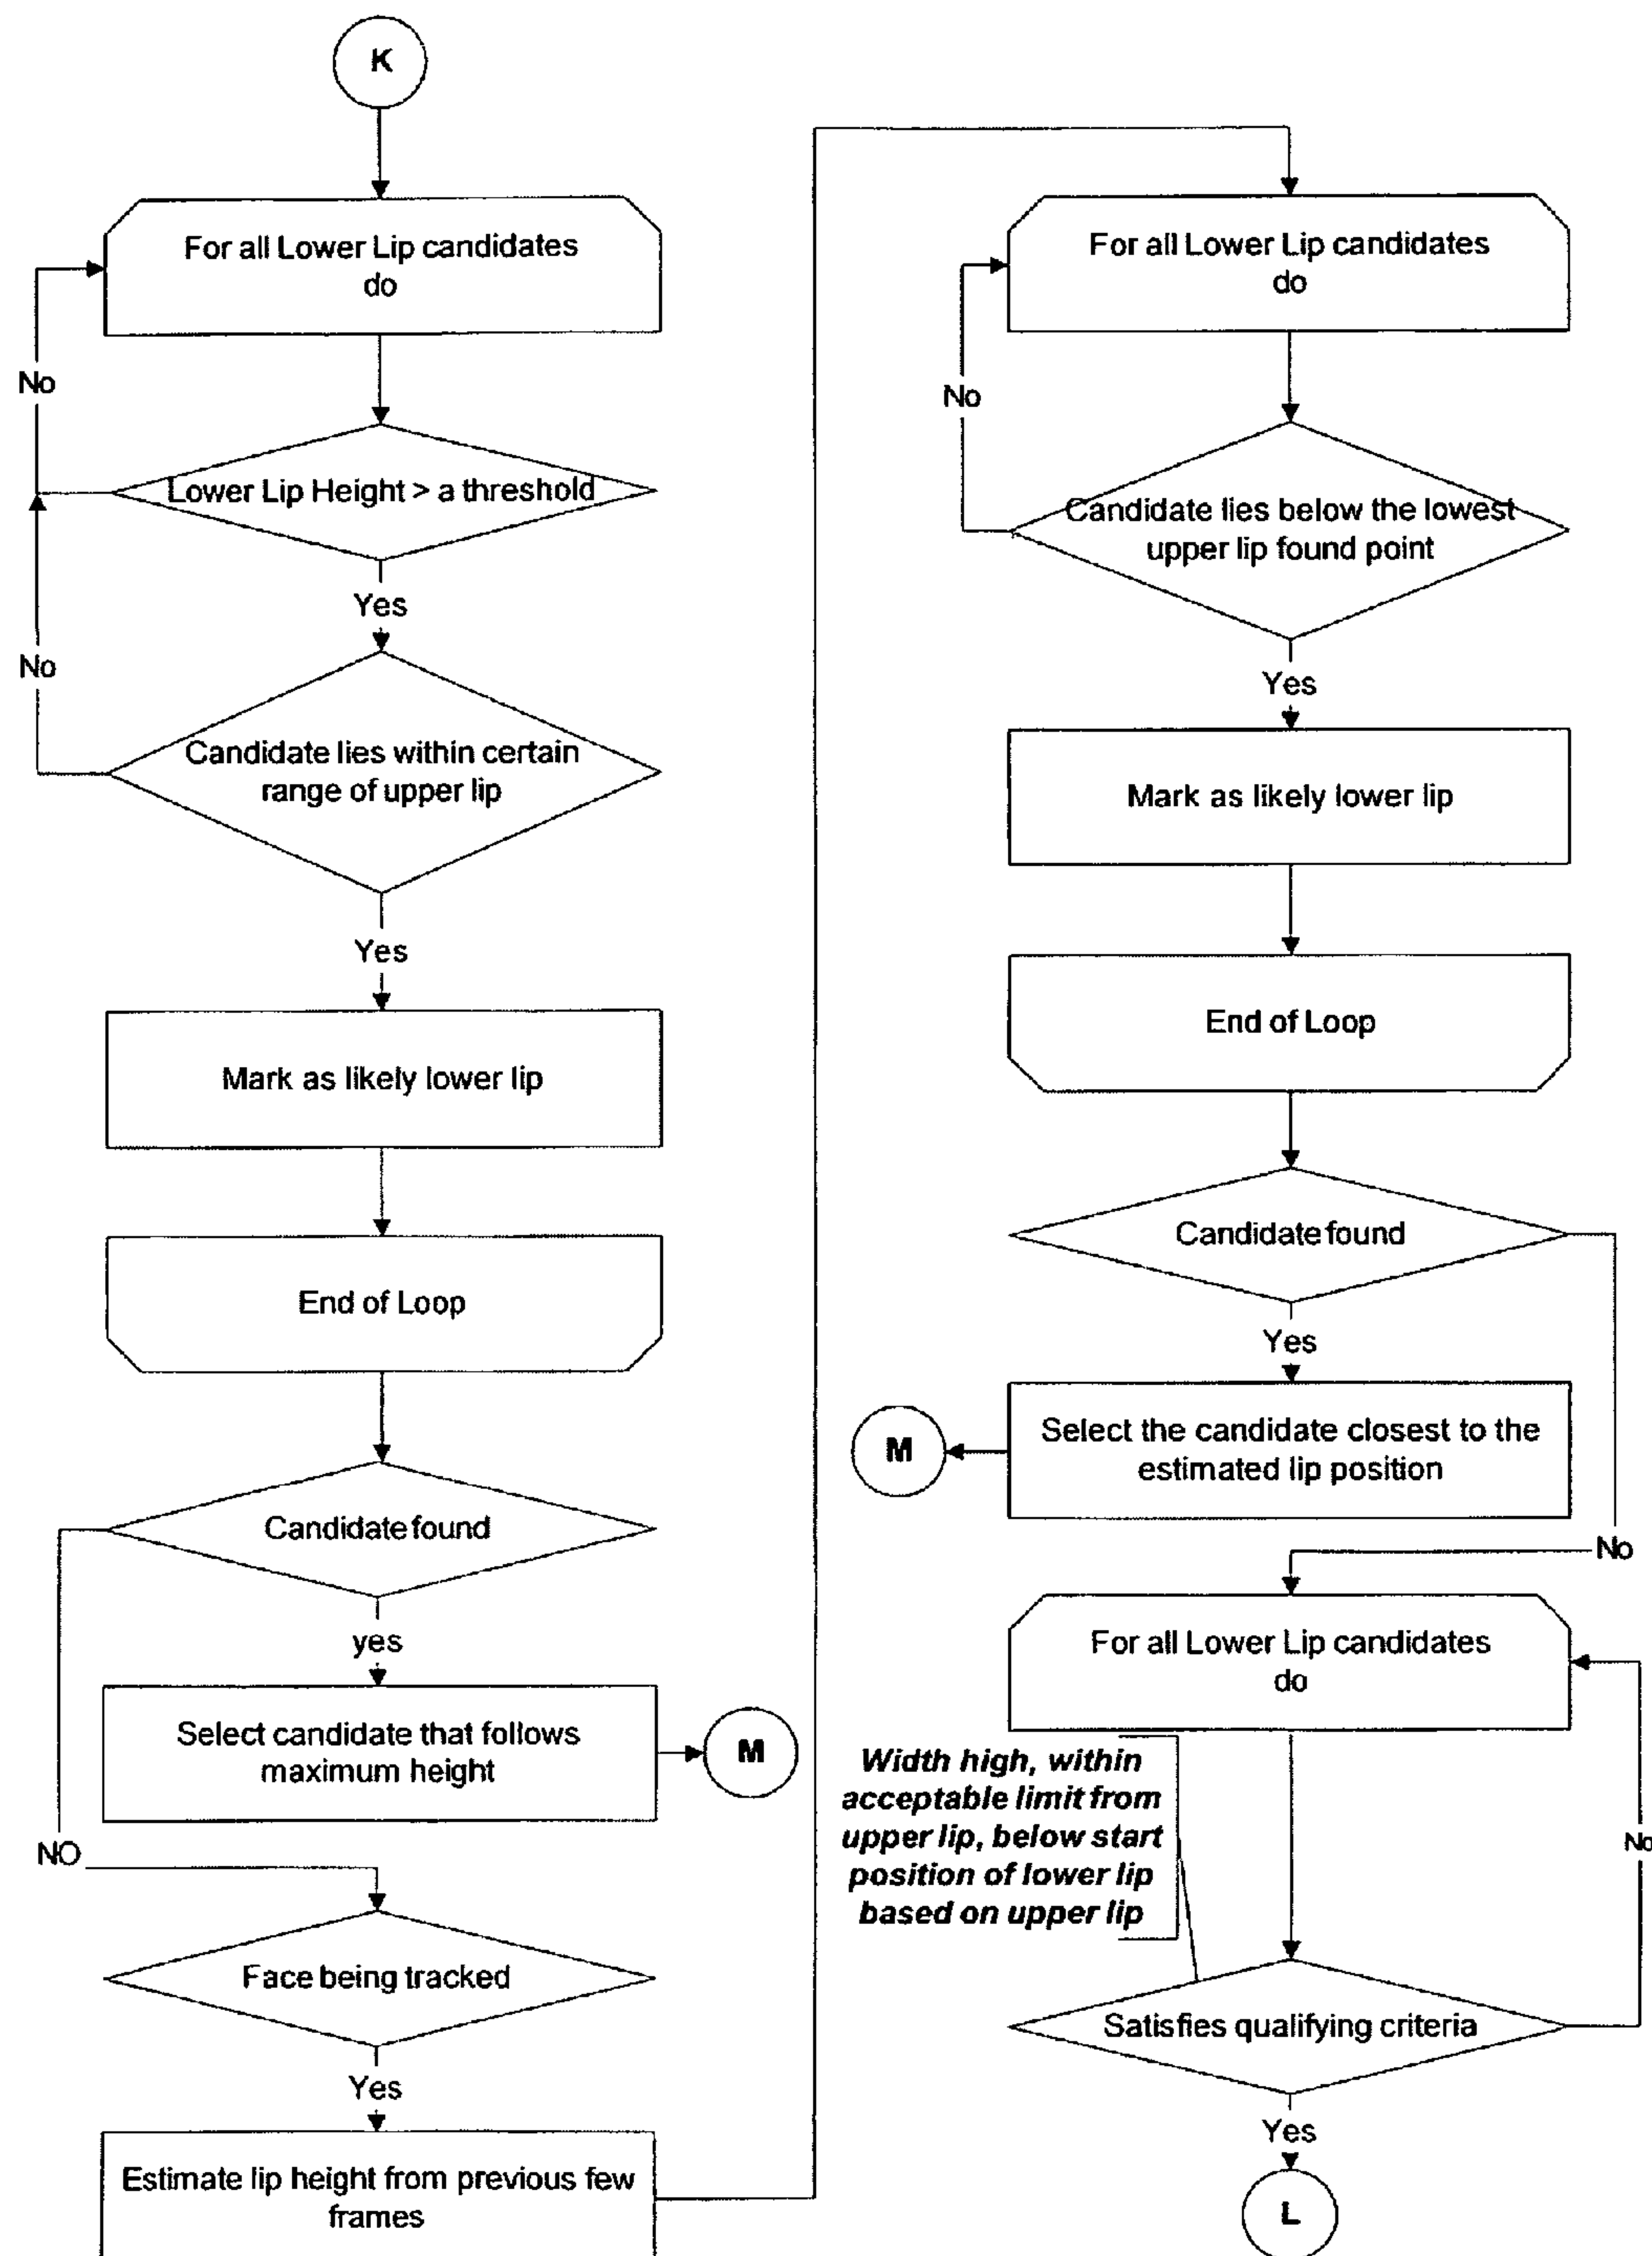 K
For all Lower Lip candidates
do
No
Lower Lip Height > a threshold
Yes
No
Candidate lies within certain
range of upper lip
Yes
Mark as likely lower lip
End of Loop
Candidate found
yes
Select candidate that follows
maximum height
M
NO
Face being tracked
Yes
Estimate lip height from previous few
frames
For all Lower Lip candidates
do
No
Candidate lies below the lowest
upper lip found point
Yes
Mark as likely lower lip
End of Loop
Candidate found
Yes
Select the candidate closest to the
estimated lip position
M
No
For all Lower Lip candidates
do
Width high, within
acceptable limit from
upper lip, below start
position of lower lip
based on upper lip
No
Satisfies qualifying criteria
Yes
L